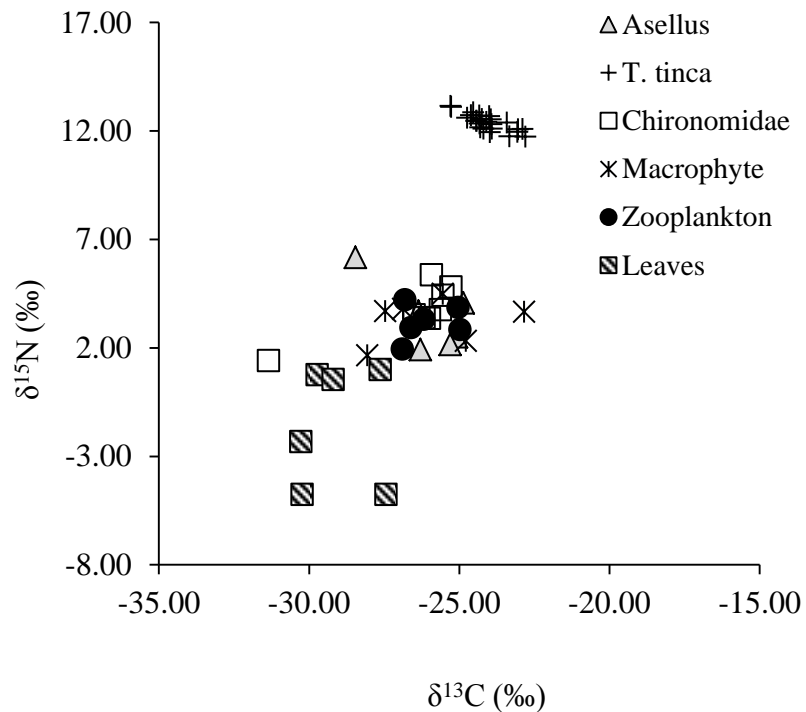 17.00
12.00
7.00
2.00
-3.00
-8.00
δ¹⁵N (‰)
-35.00 -30.00 -25.00 -20.00 -15.00
δ¹³C (‰)
Asellus
T. tinca
Chironomidae
Macrophyte
Zooplankton
Leaves